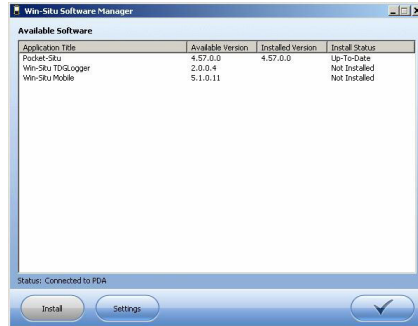 Win-Situ Software Manager
Available Software
Application Title Available Version Installed Version Install Status
Pocket-Situ 4.57.0.0 4.57.0.0 Up-To-Date
Win-Situ TDGLogger 2.0.0.4 Not Installed
Win-Situ Mobile 5.1.0.11 Not Installed
Status: Connected to PDA
Install Settings